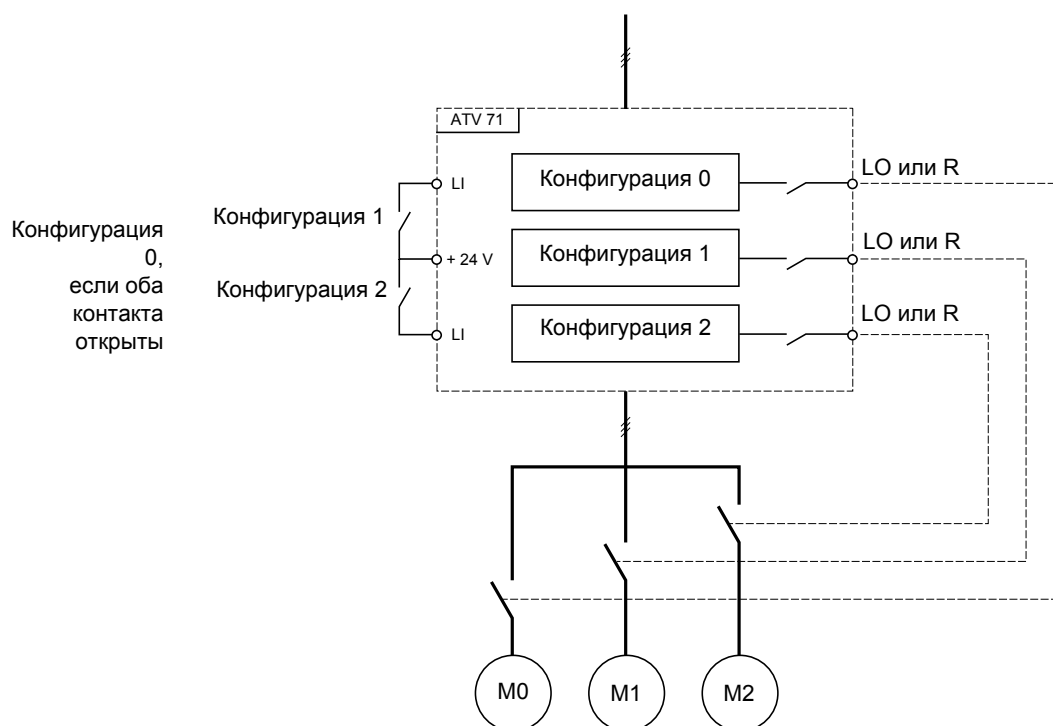 ATV 71
Конфигурация 0
LO или R
LI
Конфигурация 1
Конфигурация
0,
если оба
контакта
открыты
+ 24 V
Конфигурация 1
LO или R
Конфигурация 2
LI
Конфигурация 2
LO или R
M0
M1
M2